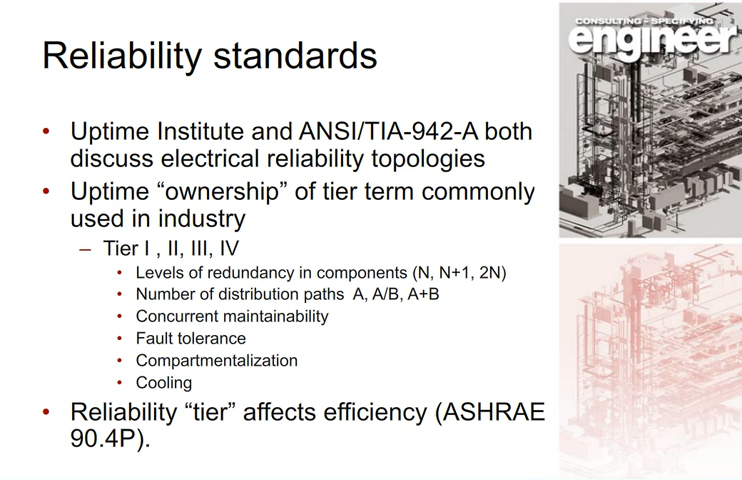 CONSULTING - SPECIFYING
engineer
Reliability standards
• Uptime Institute and ANSI/TIA-942-A both
discuss electrical reliability topologies
• Uptime “ownership” of tier term commonly
used in industry
– Tier I , II, III, IV
• Levels of redundancy in components (N, N+1, 2N)
• Number of distribution paths  A, A/B, A+B
• Concurrent maintainability
• Fault tolerance
• Compartmentalization
• Cooling
• Reliability “tier” affects efficiency (ASHRAE
90.4P).